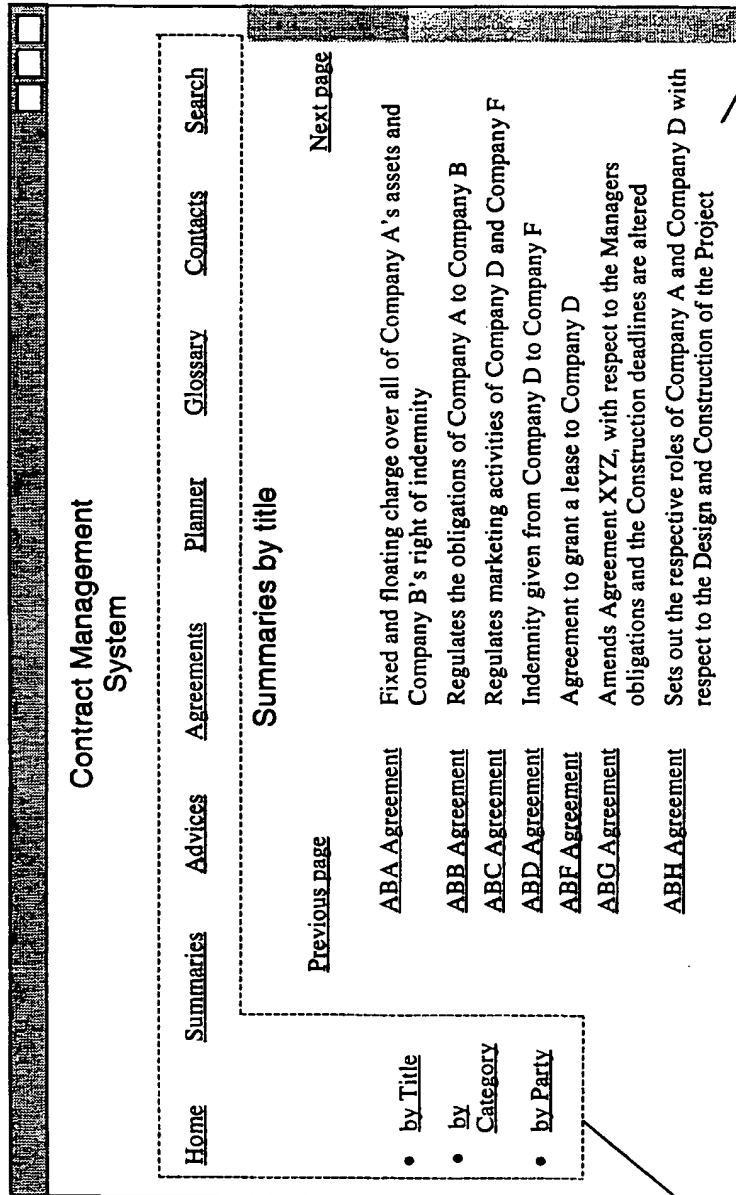 Contract Management
System
Home Summaries Advices Agreements Planner Glossary Contacts Search
• by Title
• by
Category
• by Party
Summaries by title
Previous page Next page
ABA Agreement Fixed and floating charge over all of Company A's assets and
Company B's right of indemnity
ABB Agreement Regulates the obligations of Company A to Company B
ABC Agreement Regulates marketing activities of Company D and Company F
ABD Agreement Indemnity given from Company D to Company F
ABF Agreement Agreement to grant a lease to Company D
ABG Agreement Amends Agreement XYZ, with respect to the Managers
obligations and the Construction deadlines are altered
ABH Agreement Sets out the respective roles of Company A and Company D with
respect to the Design and Construction of the Project